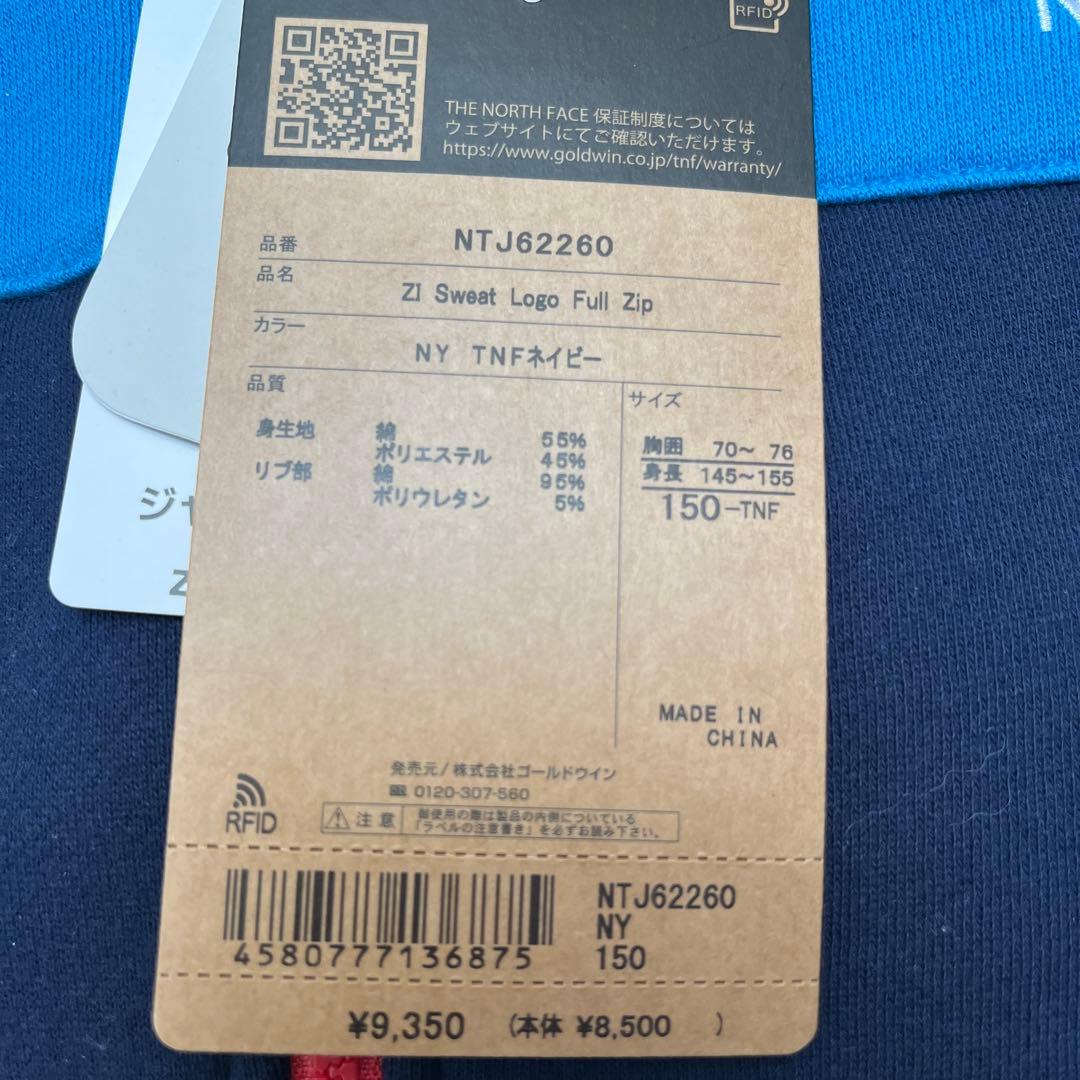 RFID
THE NORTH FACE 保証制度については
ウェブサイトにてご確認いただけます。
https://www.goldwin.co.jp/tnf/warranty/
品番 NTJ62260
品名
ZI Sweat Logo Full Zip
カラー
NY TNFネイビー
品質
身生地 綿 55%
ポリエステル 45%
リブ部 綿 95%
ポリウレタン 5%
サイズ
胸囲 70～ 76
身長 145～155
150-TNF
MADE IN
CHINA
発売元/株式会社ゴールドウイン
0120-307-560
RFID
注意
御使用の際は製品の内側についている
「ラベルの注意書き」を必ずお読み下さい。
4580777136875
NTJ62260
NY
150
¥9,350 (本体 ¥8,500 )
ジャ
Z